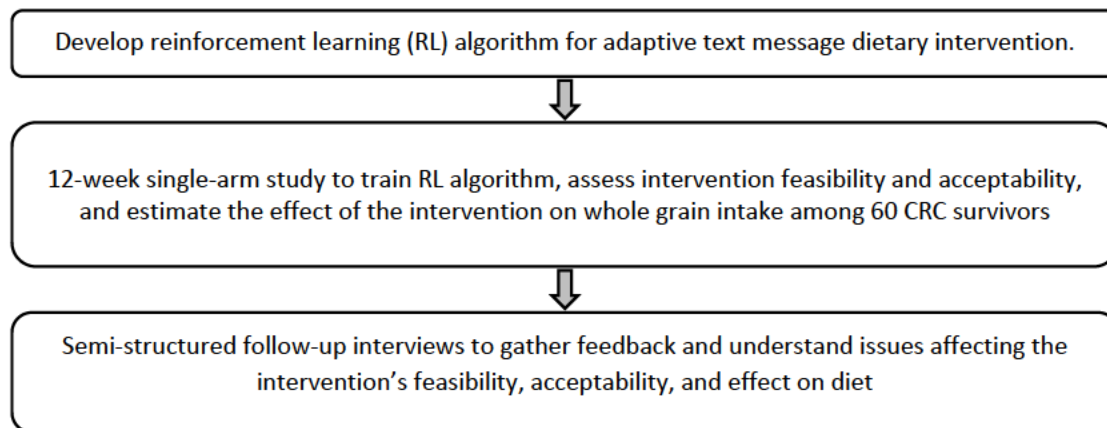 Develop reinforcement learning (RL) algorithm for adaptive text message dietary intervention.
12-week single-arm study to train RL algorithm, assess intervention feasibility and acceptability,
and estimate the effect of the intervention on whole grain intake among 60 CRC survivors
Semi-structured follow-up interviews to gather feedback and understand issues affecting the
intervention’s feasibility, acceptability, and effect on diet